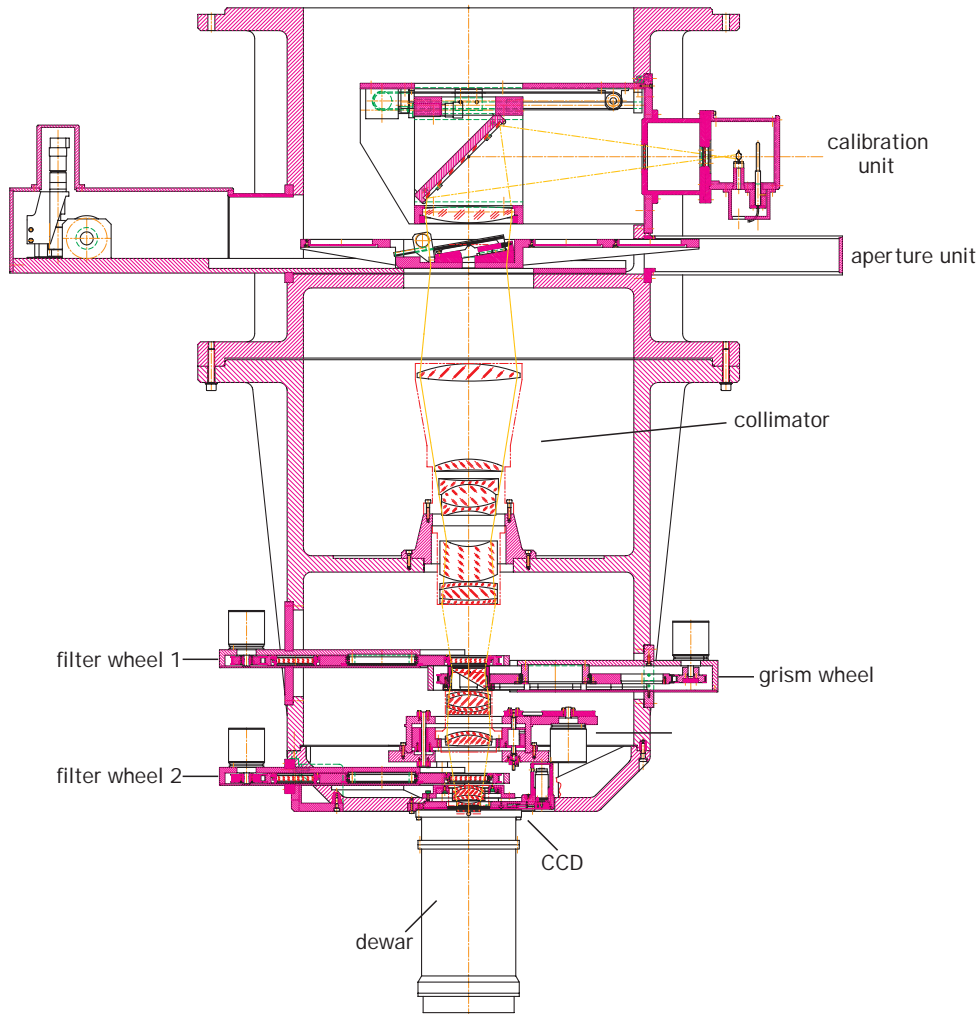 calibration
unit
aperture unit
collimator
filter wheel 1
grism wheel
filter wheel 2
CCD
dewar